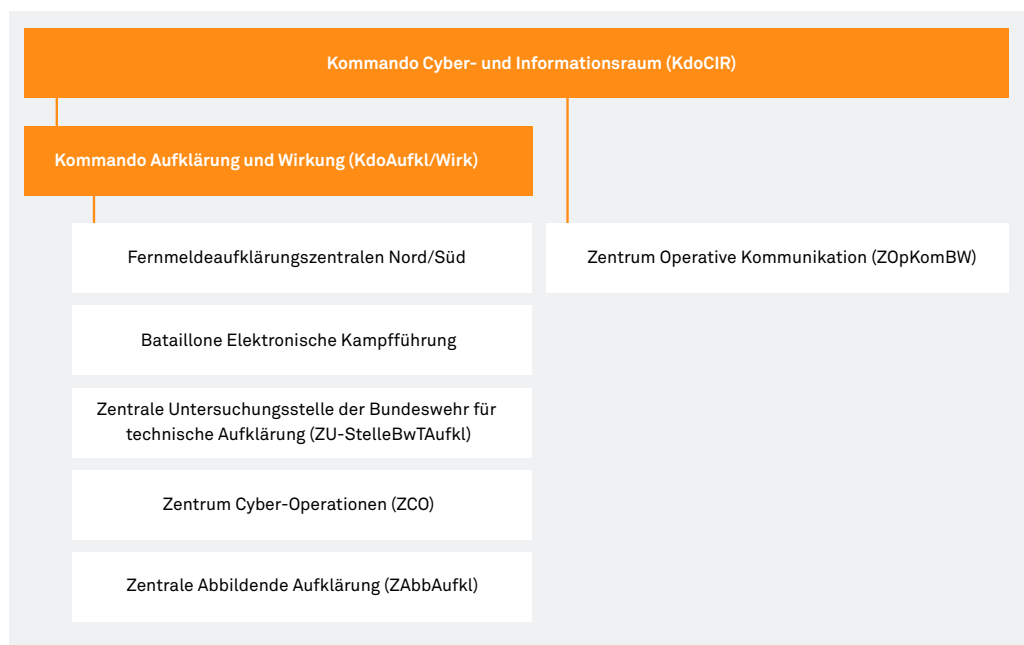 Kommando Cyber- und Informationsraum (KdoCIR)
Kommando Aufklärung und Wirkung (KdoAufkl/Wirk)
Fernmeldeaufklärungszentralen Nord/Süd
Zentrum Operative Kommunikation (ZOpKomBW)
Bataillone Elektronische Kampfführung
Zentrale Untersuchungsstelle der Bundeswehr für
technische Aufklärung (ZU-StelleBwTAufkl)
Zentrum Cyber-Operationen (ZCO)
Zentrale Abbildende Aufklärung (ZAbbAufkl)